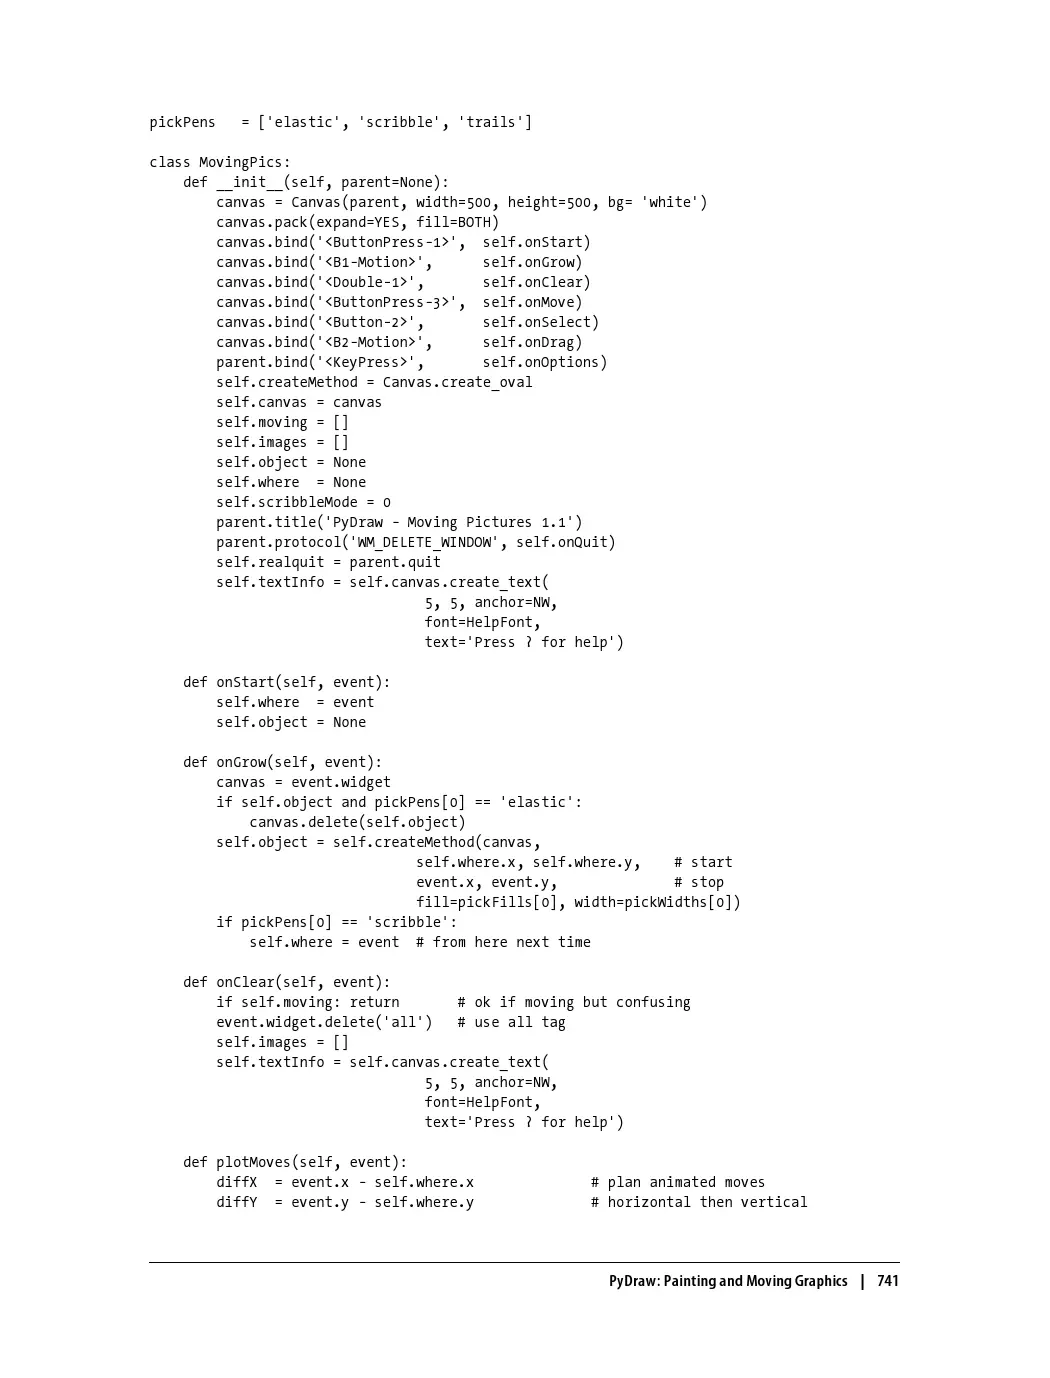 pickPens   = ['elastic', 'scribble', 'trails']

class MovingPics:
    def __init__(self, parent=None):
        canvas = Canvas(parent, width=500, height=500, bg= 'white')
        canvas.pack(expand=YES, fill=BOTH)
        canvas.bind('<ButtonPress-1>',  self.onStart)
        canvas.bind('<B1-Motion>',      self.onGrow)
        canvas.bind('<Double-1>',       self.onClear)
        canvas.bind('<ButtonPress-3>',  self.onMove)
        canvas.bind('<Button-2>',       self.onSelect)
        canvas.bind('<B2-Motion>',      self.onDrag)
        parent.bind('<KeyPress>',       self.onOptions)
        self.createMethod = Canvas.create_oval
        self.canvas = canvas
        self.moving = []
        self.images = []
        self.object = None
        self.where  = None
        self.scribbleMode = 0
        parent.title('PyDraw - Moving Pictures 1.1')
        parent.protocol('WM_DELETE_WINDOW', self.onQuit)
        self.realquit = parent.quit
        self.textInfo = self.canvas.create_text(
                                 5, 5, anchor=NW,
                                 font=HelpFont,
                                 text='Press ? for help')

    def onStart(self, event):
        self.where  = event
        self.object = None

    def onGrow(self, event):
        canvas = event.widget
        if self.object and pickPens[0] == 'elastic':
            canvas.delete(self.object)
        self.object = self.createMethod(canvas,
                                self.where.x, self.where.y,    # start
                                event.x, event.y,              # stop
                                fill=pickFills[0], width=pickWidths[0])
        if pickPens[0] == 'scribble':
            self.where = event  # from here next time

    def onClear(self, event):
        if self.moving: return       # ok if moving but confusing
        event.widget.delete('all')   # use all tag
        self.images = []
        self.textInfo = self.canvas.create_text(
                                 5, 5, anchor=NW,
                                 font=HelpFont,
                                 text='Press ? for help')

    def plotMoves(self, event):
        diffX  = event.x - self.where.x              # plan animated moves
        diffY  = event.y - self.where.y              # horizontal then vertical

PyDraw: Painting and Moving Graphics | 741